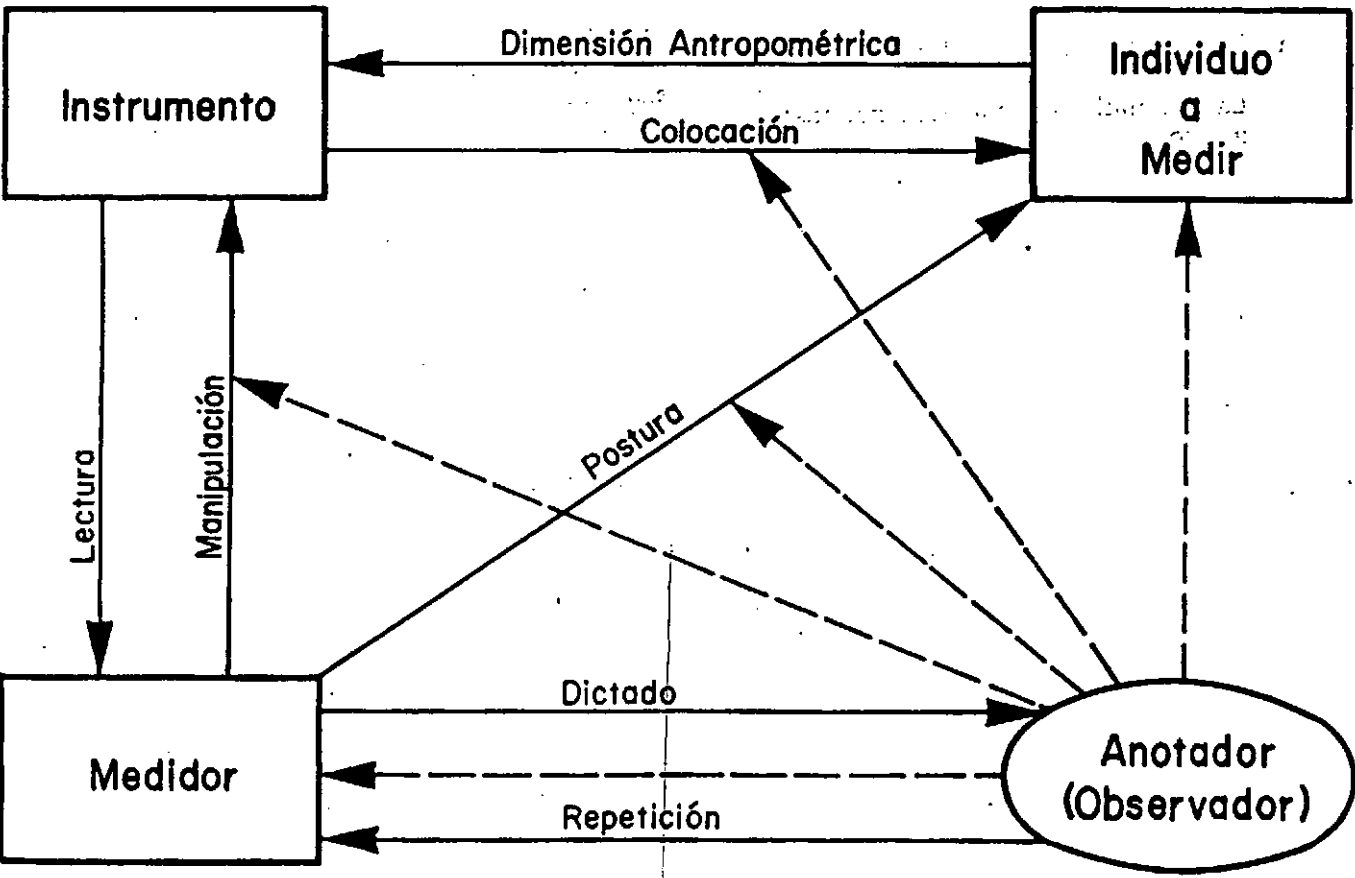 Dimensión Antropométrica
Instrumento
Individuo
a
Medir
Colocación
Lectura
Manipulación
Postura
Dictado
Medidor
Anotador
(Observador)
Repetición